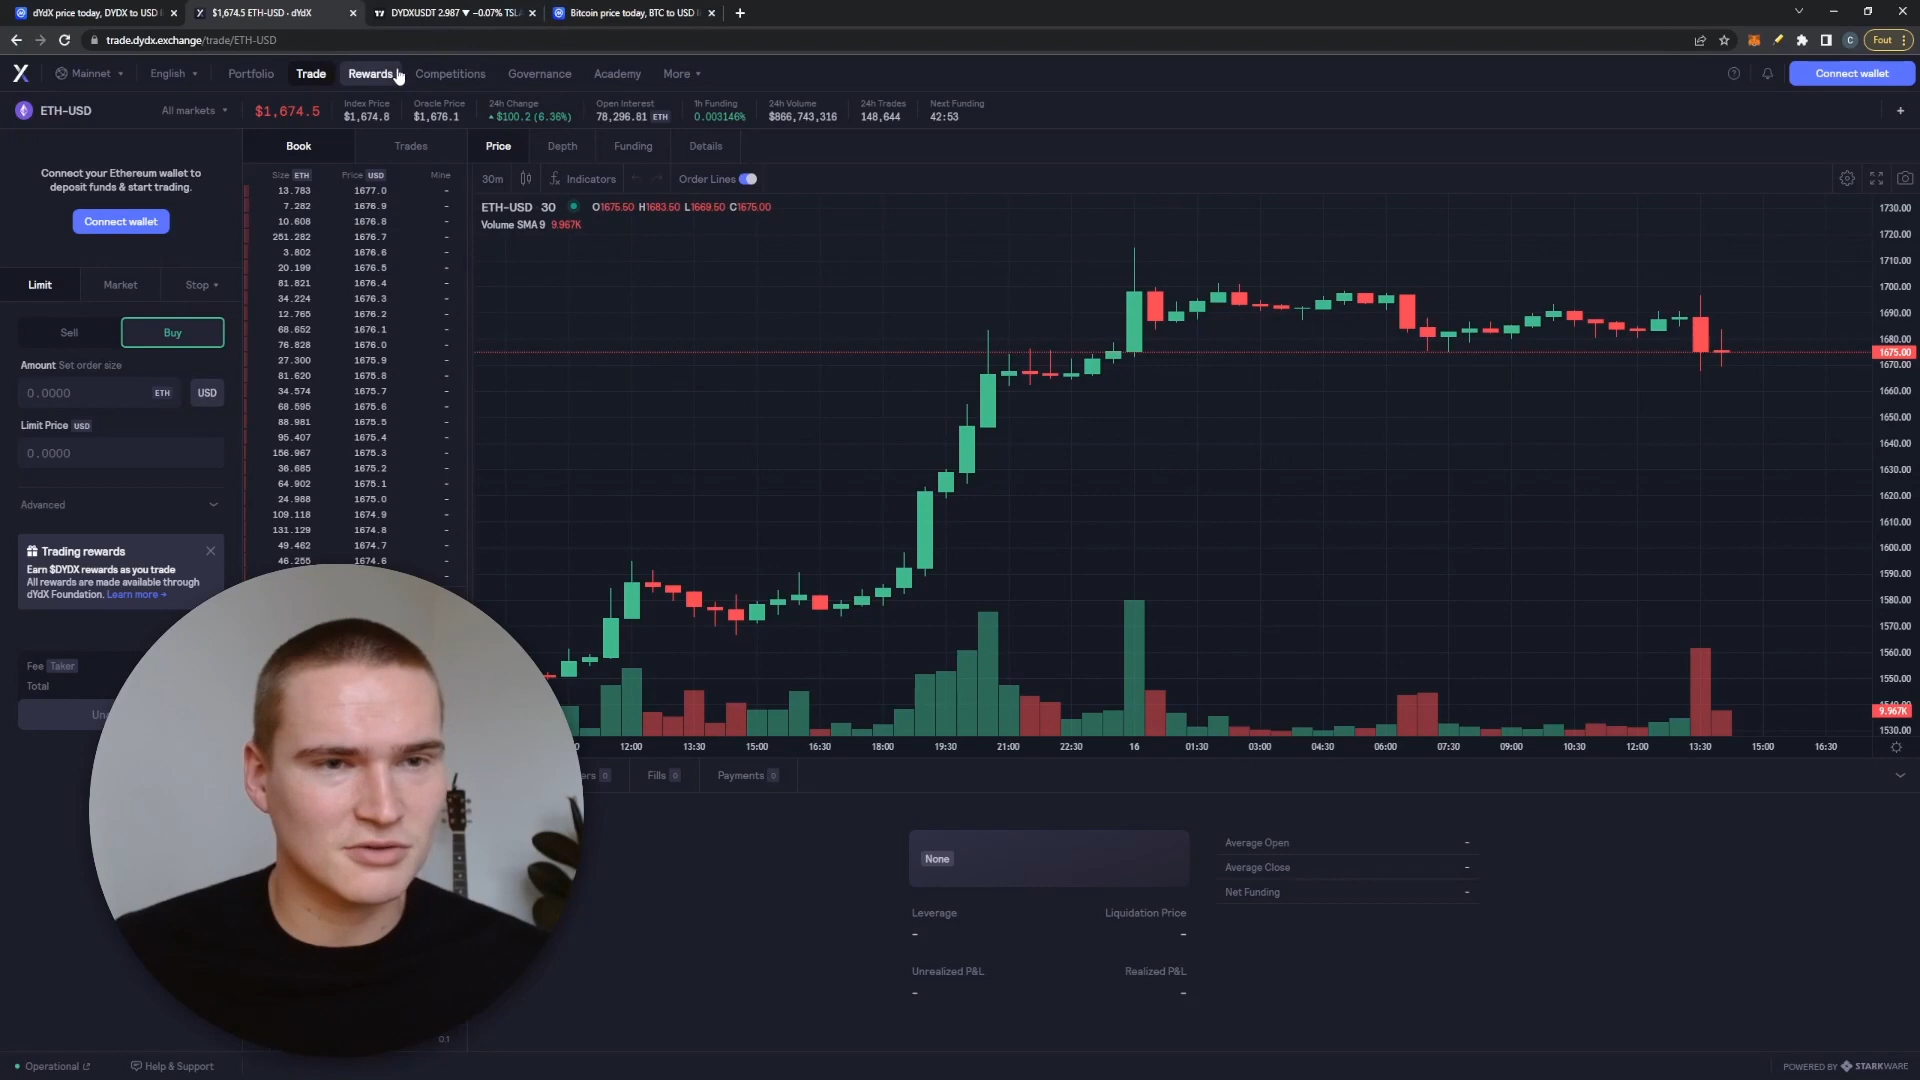 dYdX price today, DYDX to USD
$1,674.5 ETH-USD · dYdX
DYDXUSDT 2.987 ▼ −0.07% TSL
Bitcoin price today, BTC to USD
trade.dydx.exchange/trade/ETH-USD
Fout
Mainnet
English
Portfolio
Trade
Rewards
Competitions
Governance
Academy
More
Connect wallet
ETH-USD
All markets
$1,674.5
Index Price
$1,674.8
Oracle Price
$1,676.1
24h Change
$100.2 (6.36%)
Open Interest
78,296.81 ETH
1h Funding
0.003146%
24h Volume
$866,743,316
24h Trades
148,644
Next Funding
42:53
Connect your Ethereum wallet to
deposit funds & start trading.
Connect wallet
Limit
Market
Stop
Sell
Buy
Amount Set order size
0.0000 ETH USD
Limit Price USD
0.0000
Advanced
Trading rewards
Earn $DYDX rewards as you trade
All rewards are made available through
dYdX Foundation. Learn more →
Fee Taker
Total
Book
Trades
Size ETH Price USD Mine
13.783 1677.0 -
7.282 1676.9 -
10.608 1676.8 -
251.282 1676.7 -
3.802 1676.6 -
20.199 1676.5 -
81.821 1676.4 -
34.224 1676.3 -
12.765 1676.2 -
68.652 1676.1 -
76.828 1676.0 -
27.300 1675.9 -
81.620 1675.8 -
34.574 1675.7 -
68.595 1675.6 -
88.981 1675.5 -
95.407 1675.4 -
156.967 1675.3 -
36.685 1675.2 -
64.902 1675.1 -
24.988 1675.0 -
109.118 1674.9 -
131.129 1674.8 -
49.462 1674.7 -
46.255 1674.6 -
0.1
Price
Depth
Funding
Details
30m
Indicators
Order Lines
ETH-USD 30 O1675.50 H1683.50 L1669.50 C1675.00
Volume SMA 9 9.967K
1730.00
1720.00
1710.00
1700.00
1690.00
1680.00
1675.00
1670.00
1660.00
1650.00
1640.00
1630.00
1620.00
1610.00
1600.00
1590.00
1580.00
1570.00
1560.00
1550.00
9.967K
1530.00
12:00 13:30 15:00 16:30 18:00 19:30 21:00 22:30 16 01:30 03:00 04:30 06:00 07:30 09:00 10:30 12:00 13:30 15:00 16:30
0
Fills 0
Payments 0
None
Leverage
-
Liquidation Price
-
Unrealized P&L
-
Realized P&L
-
Average Open -
Average Close -
Net Funding -
Operational
Help & Support
POWERED BY STARKWARE